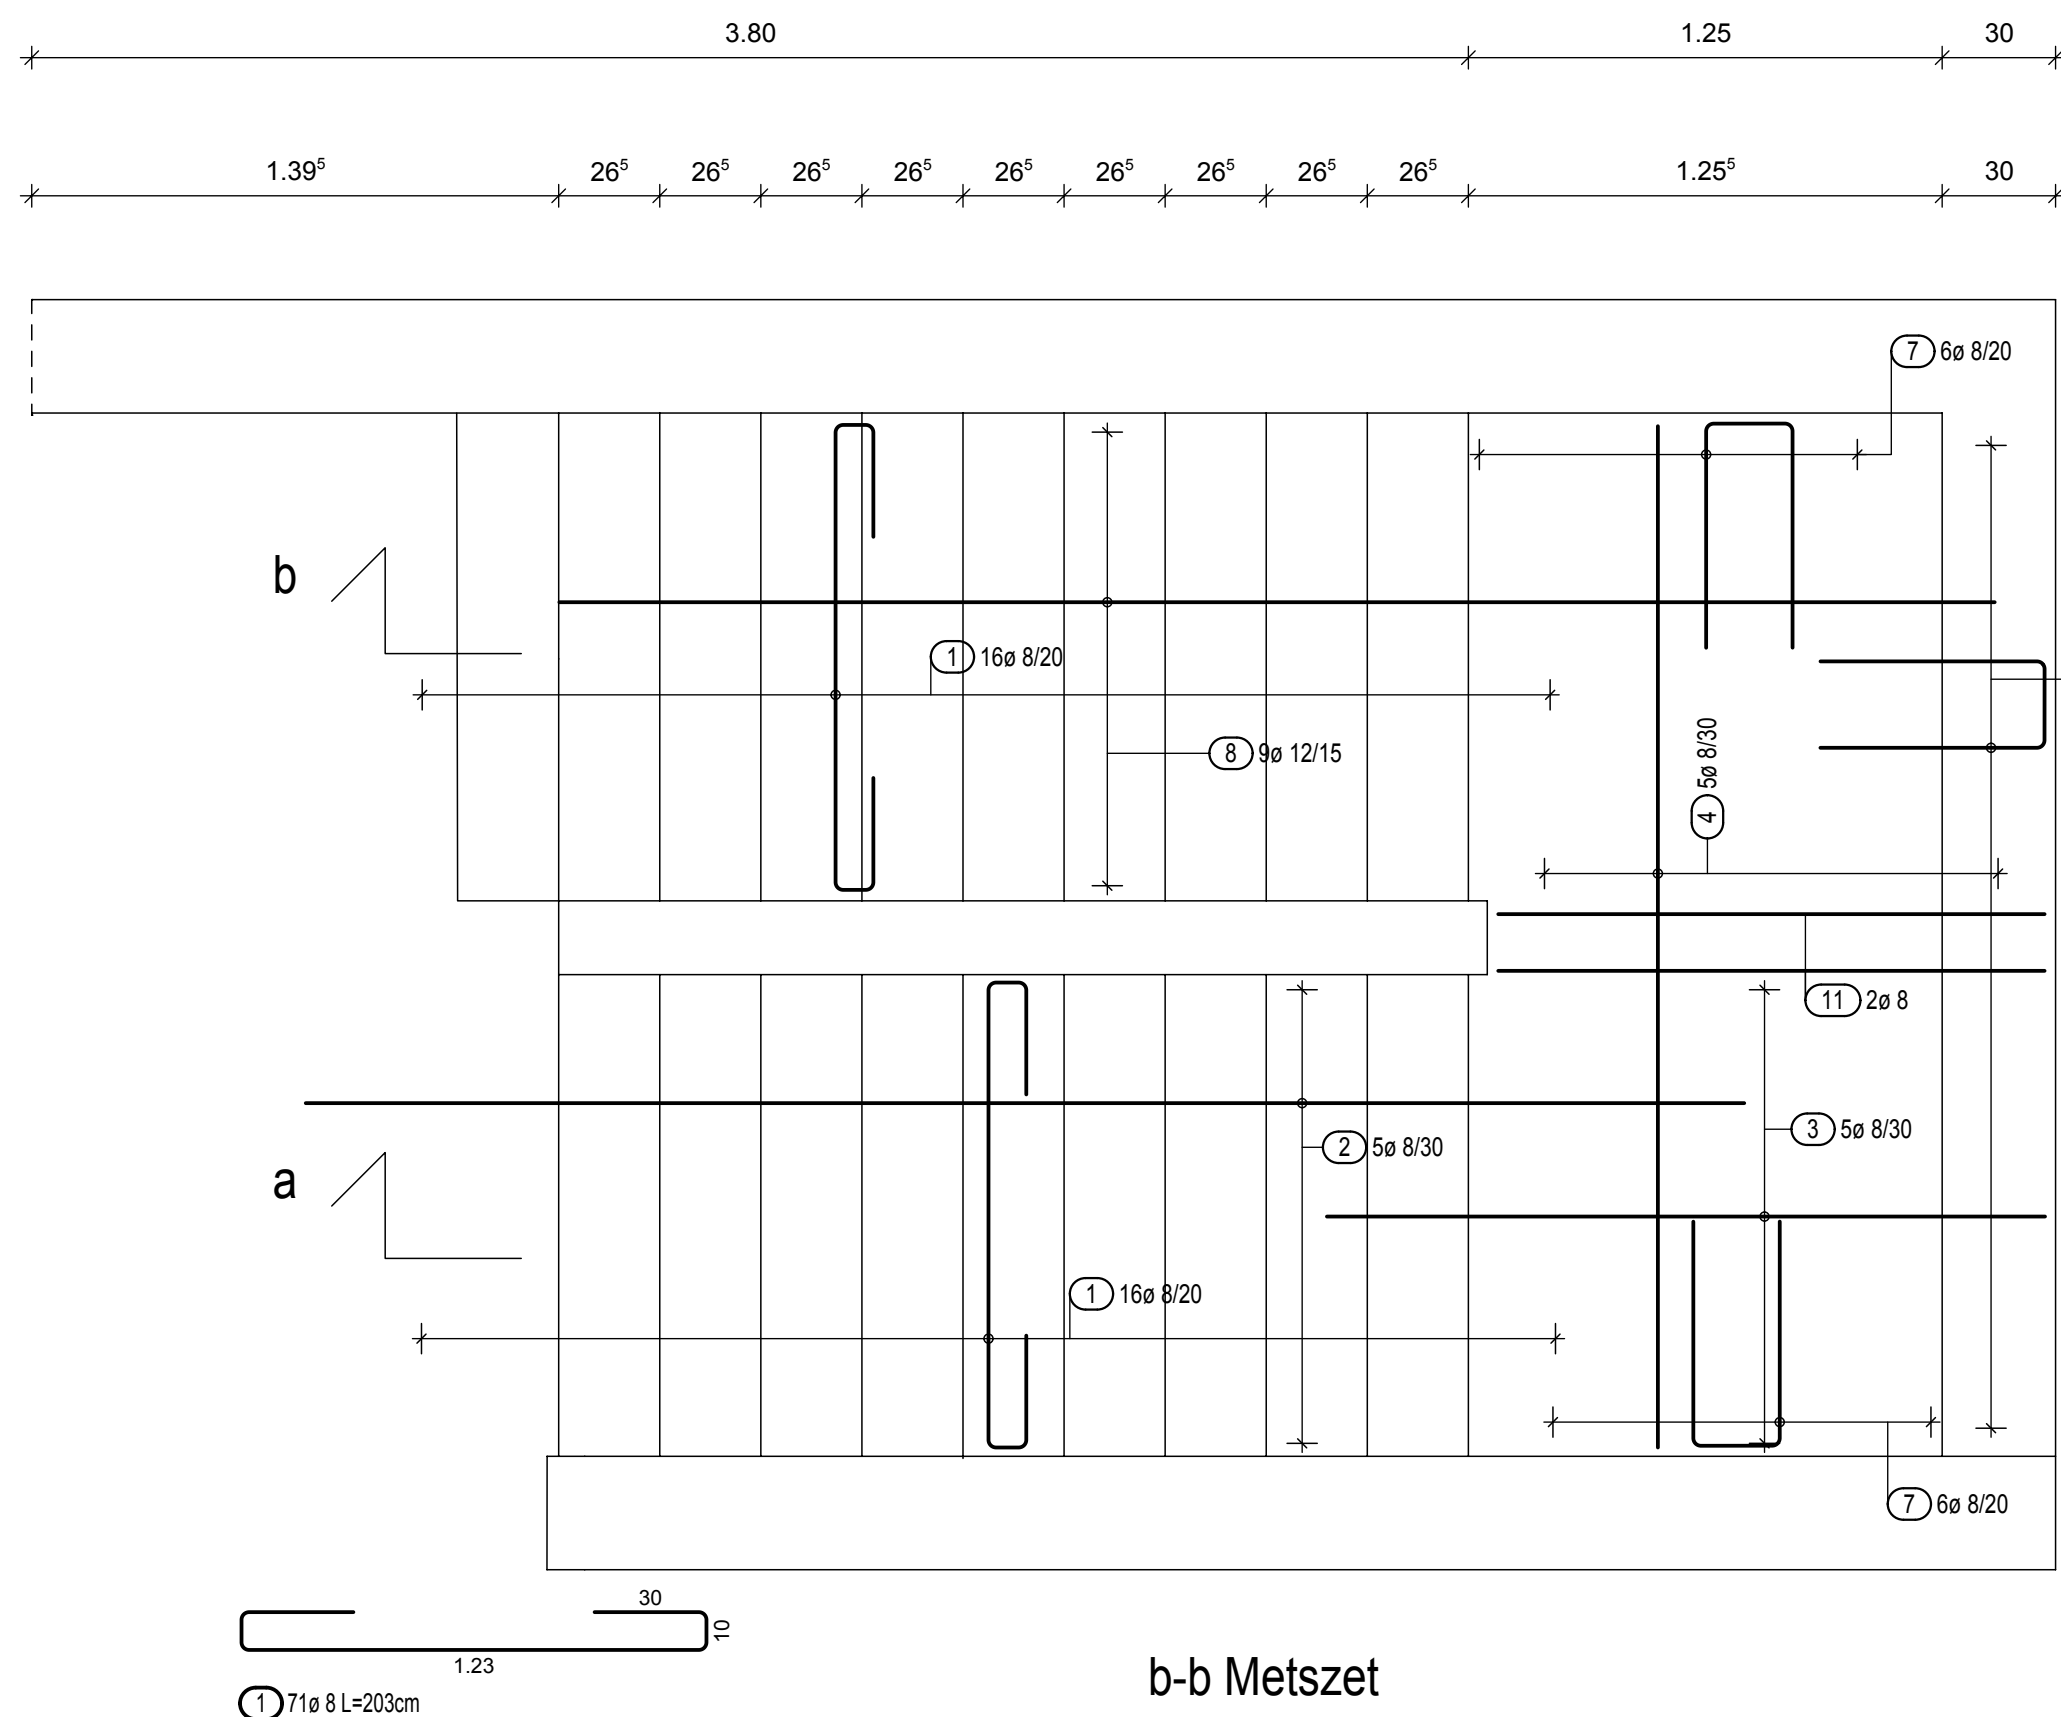 3.80 1.25 30
1.39⁵ 26⁵ 26⁵ 26⁵ 26⁵ 26⁵ 26⁵ 26⁵ 26⁵ 26⁵ 1.25⁵ 30
7 6ø 8/20
b
1 16ø 8/20
8 9ø 12/15
4 5ø 8/30
11 2ø 8
3 5ø 8/30
2 5ø 8/30
a
1 16ø 8/20
7 6ø 8/20
30
10
1.23
1 71ø 8 L=203cm
b-b Metszet